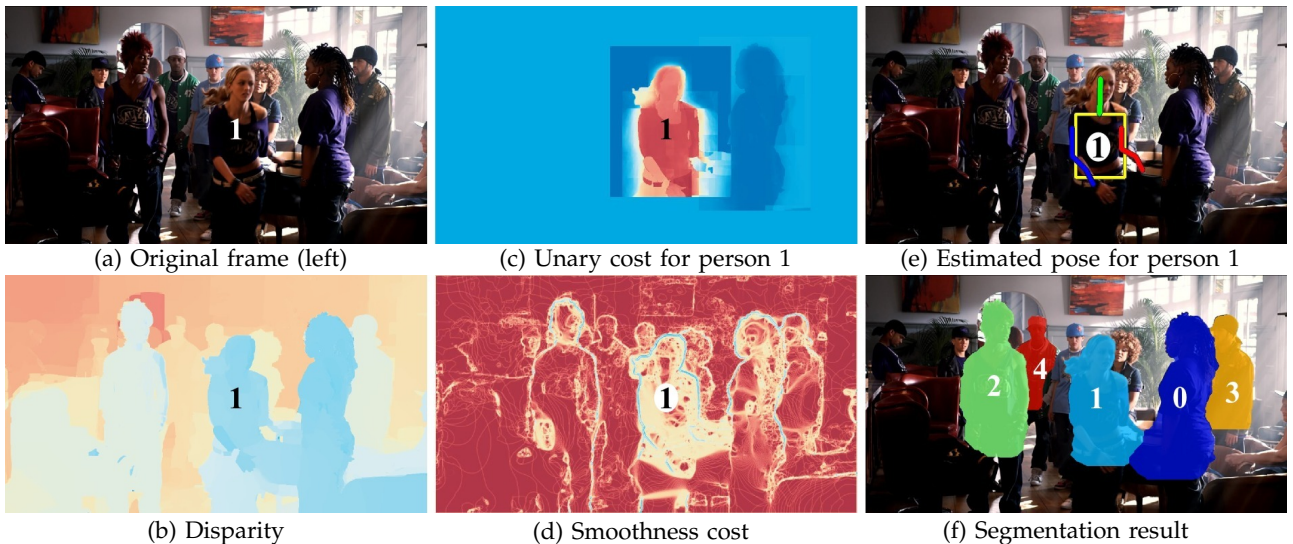 1
1
1
(a) Original frame (left)
(c) Unary cost for person 1
(e) Estimated pose for person 1
1
1
2
4
1
0
3
(b) Disparity
(d) Smoothness cost
(f) Segmentation result